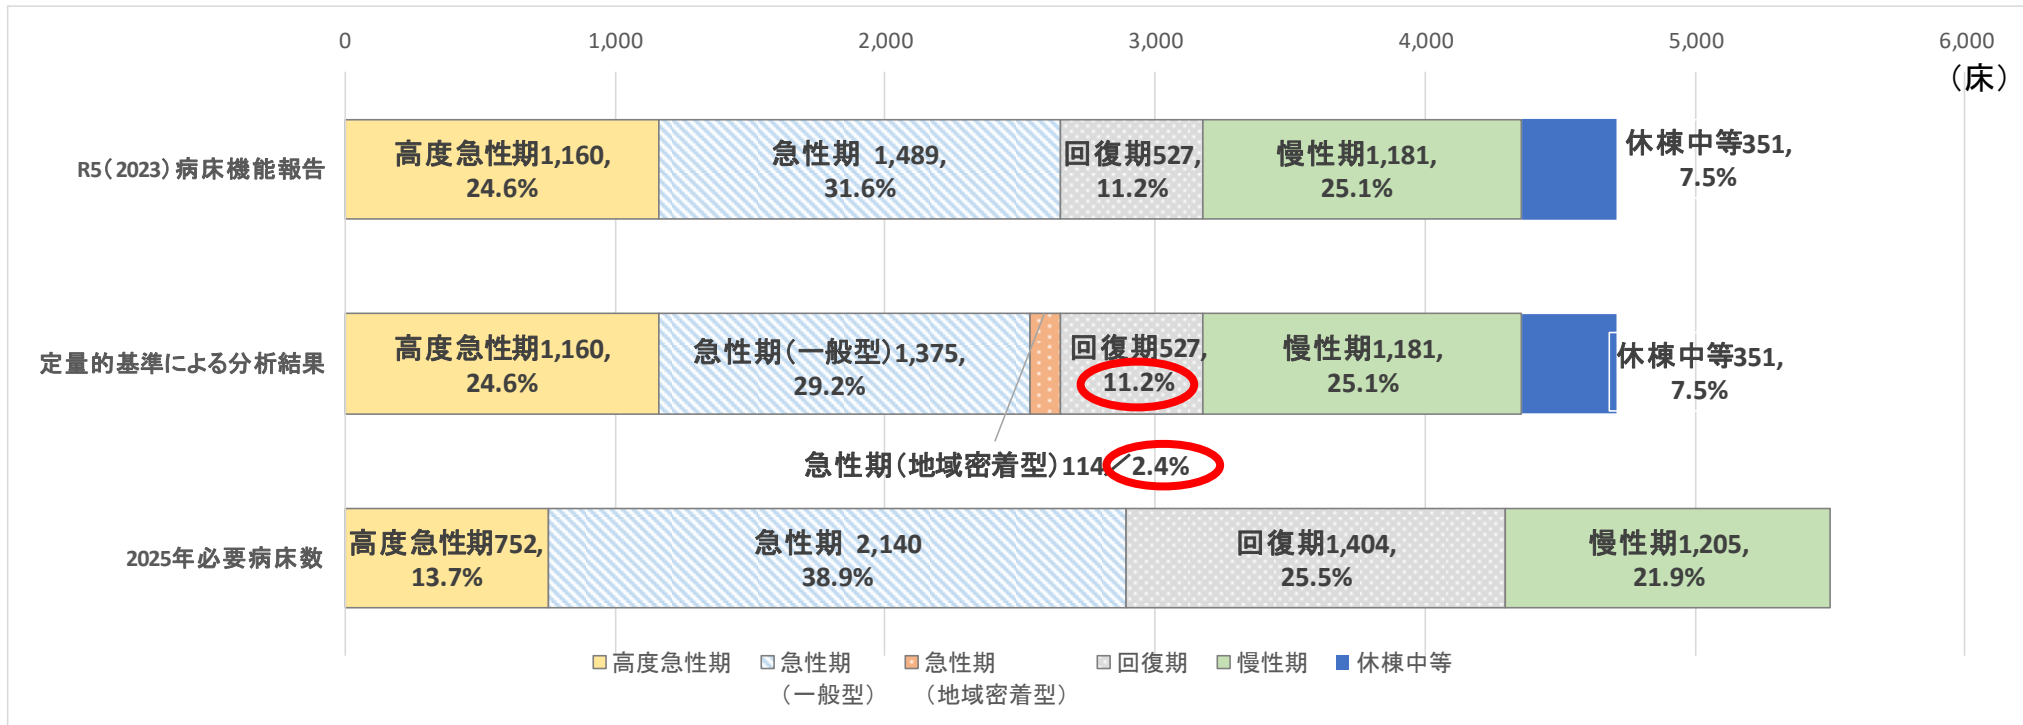 0 1,000 2,000 3,000 4,000 5,000 6,000
（床）
R5（2023）病床機能報告
高度急性期1,160,
24.6%
急性期 1,489,
31.6%
回復期527,
11.2%
慢性期1,181,
25.1%
休棟中等351,
7.5%
定量的基準による分析結果
高度急性期1,160,
24.6%
急性期（一般型）1,375,
29.2%
回復期527,
11.2%
慢性期1,181,
25.1%
休棟中等351,
7.5%
急性期（地域密着型）114／2.4%
2025年必要病床数
高度急性期752,
13.7%
急性期 2,140
38.9%
回復期1,404,
25.5%
慢性期1,205,
21.9%
高度急性期
急性期
（一般型）
急性期
（地域密着型）
回復期
慢性期
休棟中等